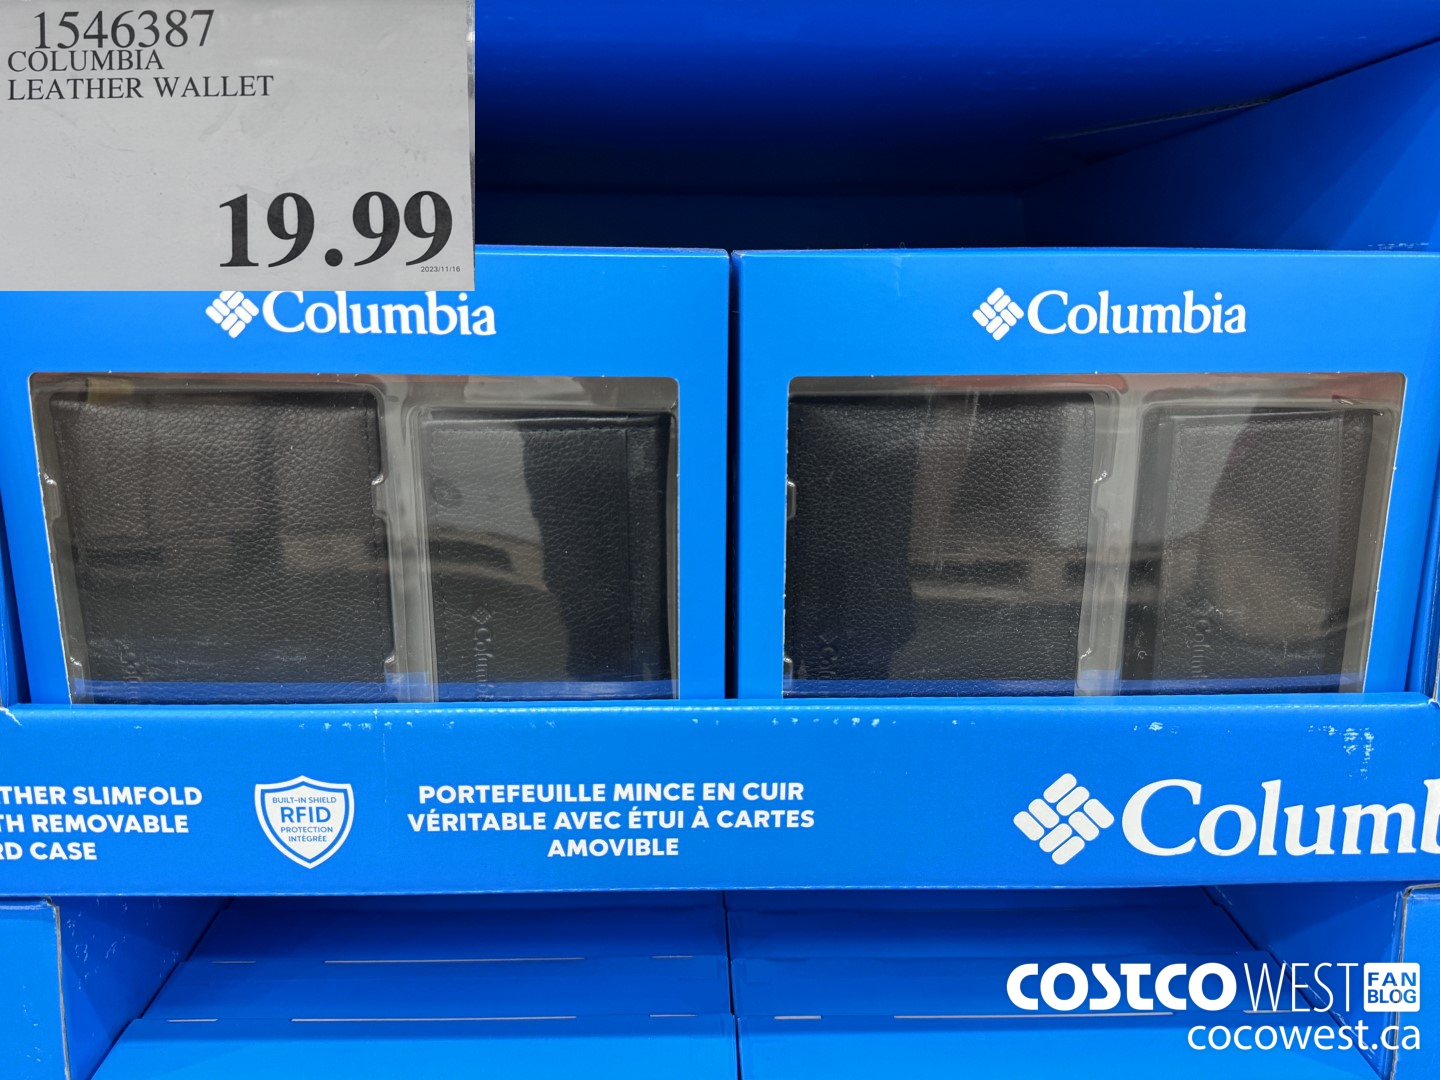 1546387
COLUMBIA
LEATHER WALLET
19.99
2023/11/16
Columbia
Columbia
Columbia
THER SLIMFOLD
TH REMOVABLE
RD CASE
BUILT-IN SHIELD
RFID
PROTECTION
INTÉGRÉE
PORTEFEUILLE MINCE EN CUIR
VÉRITABLE AVEC ÉTUI À CARTES
AMOVIBLE
Columb
COSTCO WEST FAN BLOG
cocowest.ca